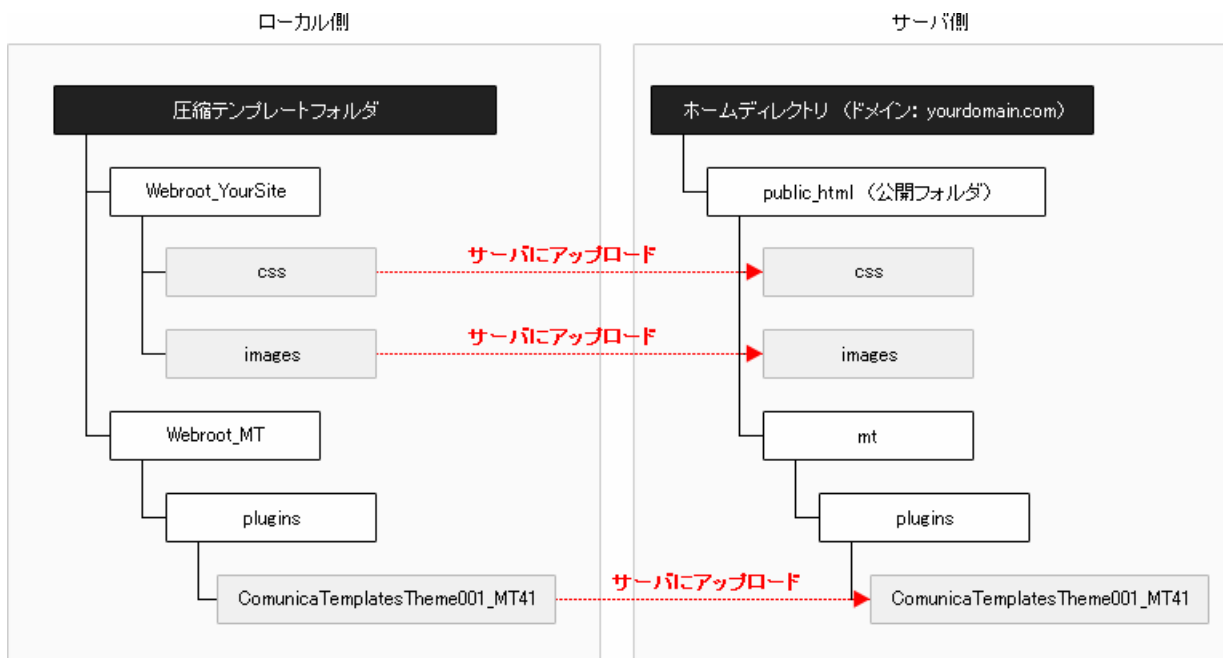 ローカル側
サーバ側
圧縮テンプレートフォルダ
ホームディレクトリ (ドメイン: yourdomain.com)
Webroot_YourSite
public_html (公開フォルダ)
サーバにアップロード
css
css
サーバにアップロード
images
images
Webroot_MT
mt
plugins
plugins
サーバにアップロード
ComunicaTemplatesTheme001_MT41
ComunicaTemplatesTheme001_MT41